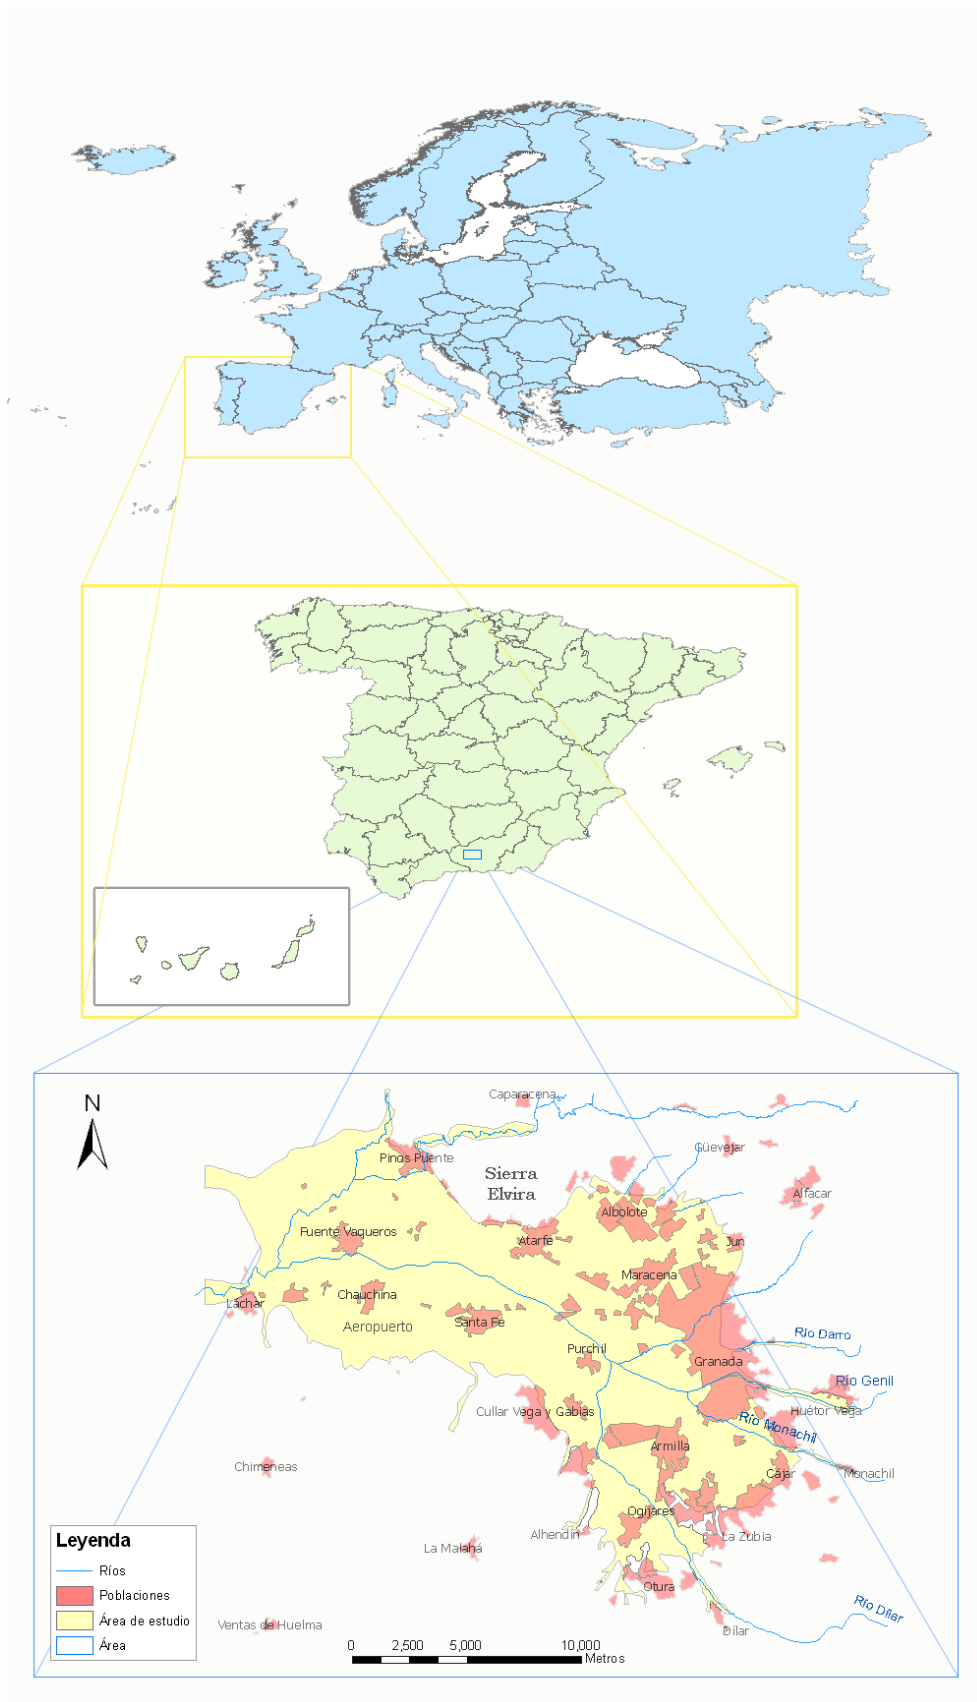 N
Caparacena
Pinos Puente
Güevejar
Sierra
Elvira
Alfacar
Albolote
Fuente Vaqueros
Atarfe
Jun
Maracena
Chauchina
Láchar
Santa Fé
Aeropuerto
Río Darro
Purchil
Granada
Río Genil
Cullar Vega y Gabias
Huétor Vega
Río Monachil
Armilla
Chimeneas
Cájar
Monachil
Ogíjares
Alhendín
La Zubia
La Malahá
Otura
Río Dílar
Ventas de Huelma
Dílar
Leyenda
Ríos
Poblaciones
Área de estudio
Área
0 2,500 5,000 10,000
Metros